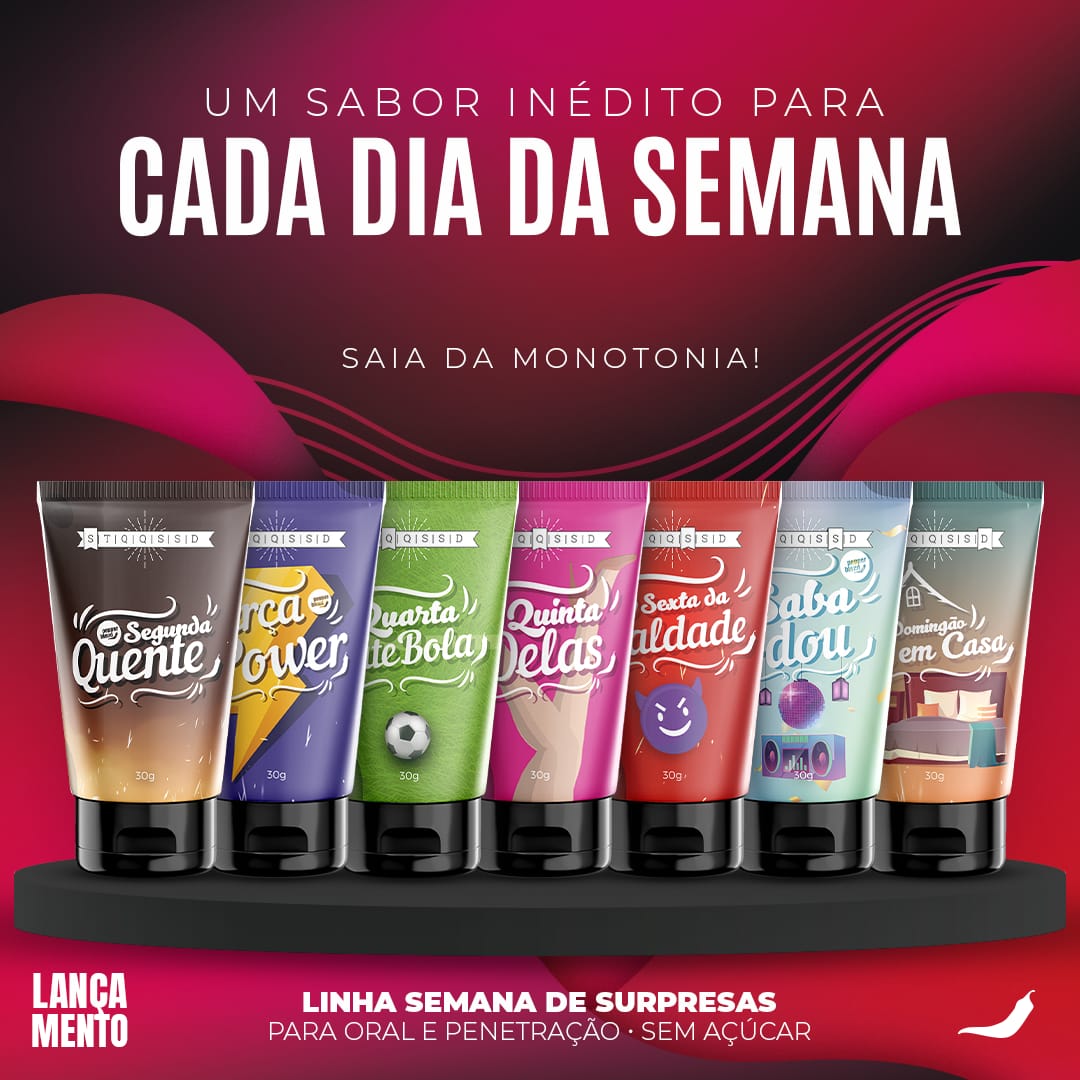 UM SABOR INÉDITO PARA
CADA DIA DA SEMANA
SAIA DA MONOTONIA!
S|T|Q|Q|S|S|D
Segunda
Quente
30g
Q|Q|S|S|D
Power
30g
Q|Q|S|S|D
Quarta
Bola
30g
Q|Q|S|S|D
Quinta
Delas
30g
Q|Q|S|S|D
Sexta da
aldade
30g
Q|Q|S|S|D
Saba
dou
30g
Q|Q|S|S|D
Domingão
em Casa
30g
LANÇA
MENTO
LINHA SEMANA DE SURPRESAS
PARA ORAL E PENETRAÇÃO • SEM AÇÚCAR